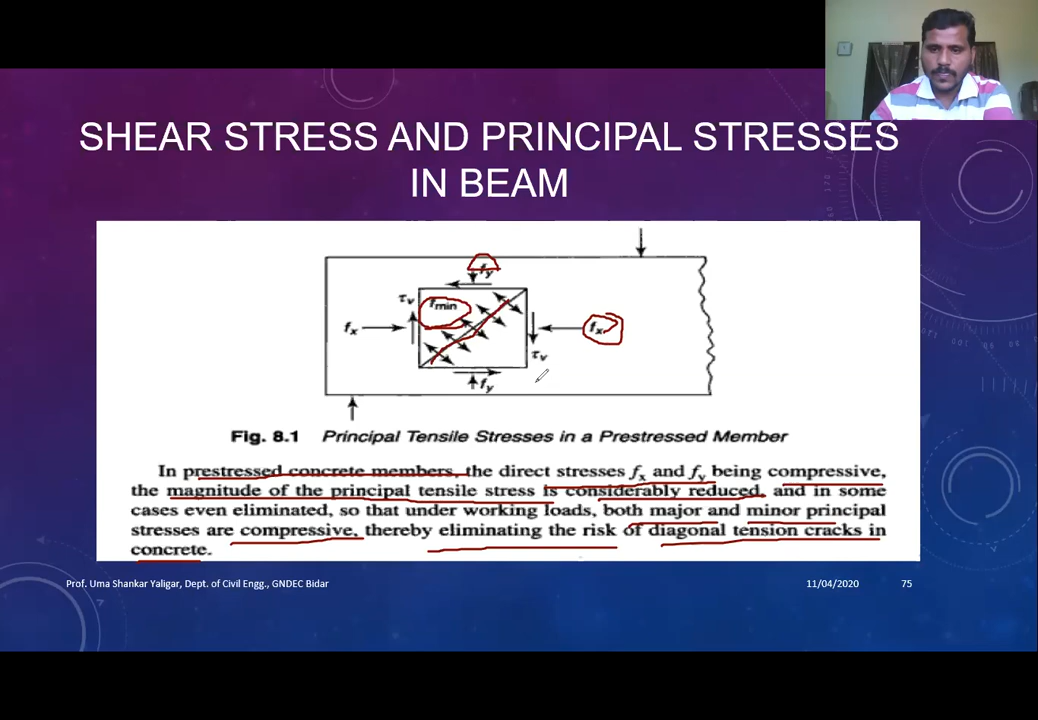 SHEAR STRESS AND PRINCIPAL STRESSES
IN BEAM
fy
τv
fmin
fx
fx
τv
fy
Fig. 8.1 Principal Tensile Stresses in a Prestressed Member
In prestressed concrete members, the direct stresses fx and fy being compressive,
the magnitude of the principal tensile stress is considerably reduced, and in some
cases even eliminated, so that under working loads, both major and minor principal
stresses are compressive, thereby eliminating the risk of diagonal tension cracks in
concrete.
Prof. Uma Shankar Yaligar, Dept. of Civil Engg., GNDEC Bidar
11/04/2020
75